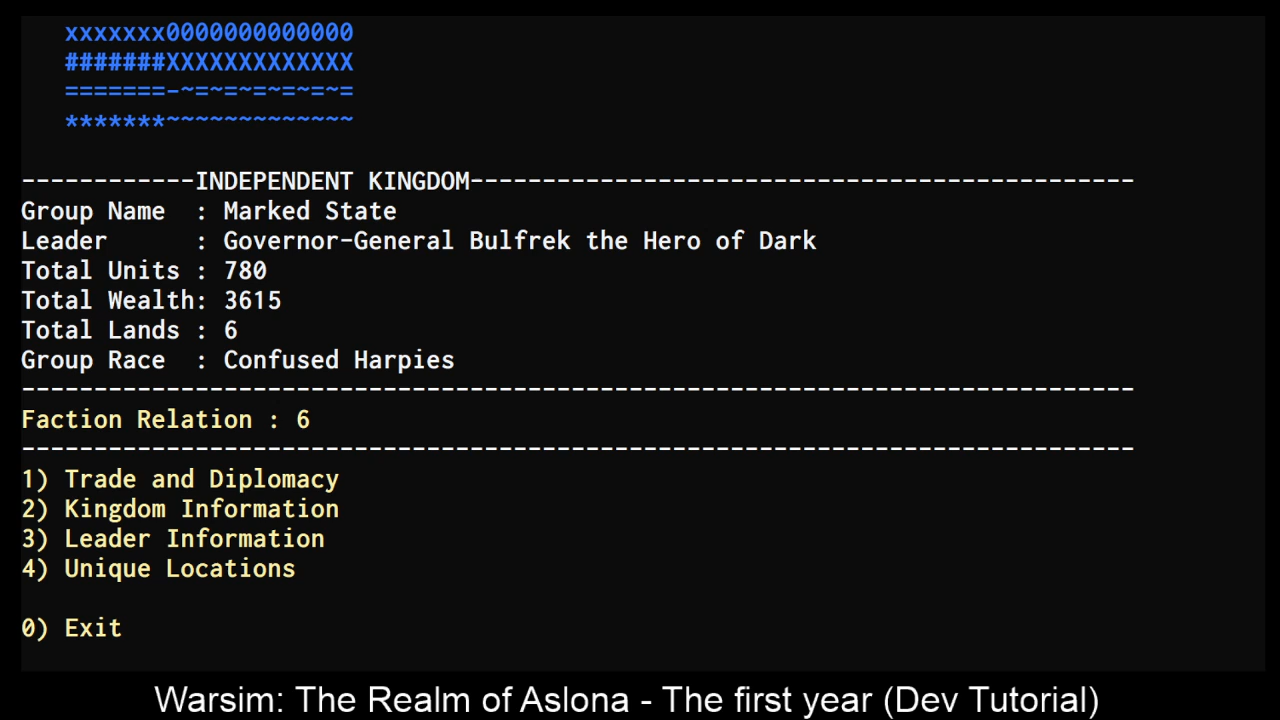 xxxxxxx0000000000000
#######XXXXXXXXXXXXX
=======-~=~=~=~=~=~=
*******~~~~~~~~~~~~~
------------INDEPENDENT KINGDOM----------------------------------------------
Group Name  : Marked State
Leader      : Governor-General Bulfrek the Hero of Dark
Total Units : 780
Total Wealth: 3615
Total Lands : 6
Group Race  : Confused Harpies
-----------------------------------------------------------------------------
Faction Relation : 6
-----------------------------------------------------------------------------
1) Trade and Diplomacy
2) Kingdom Information
3) Leader Information
4) Unique Locations
0) Exit
Warsim: The Realm of Aslona - The first year (Dev Tutorial)